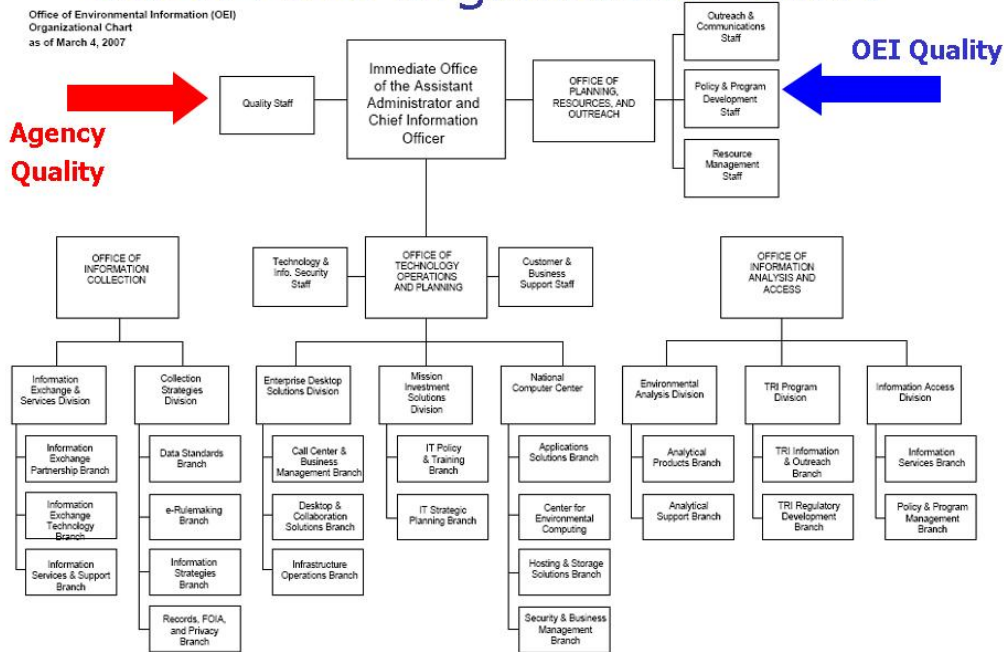 Office of Environmental Information (OEI)
Organizational Chart
as of March 4, 2007
Agency
Quality
OEI Quality
Quality Staff
Immediate Office
of the Assistant
Administrator and
Chief Information
Officer
OFFICE OF
PLANNING,
RESOURCES, AND
OUTREACH
Outreach &
Communications
Staff
Policy & Program
Development
Staff
Resource
Management
Staff
OFFICE OF
INFORMATION
COLLECTION
Technology &
Info. Security
Staff
OFFICE OF
TECHNOLOGY
OPERATIONS
AND PLANNING
Customer &
Business
Support Staff
OFFICE OF
INFORMATION
ANALYSIS AND
ACCESS
Information
Exchange &
Services Division
Collection
Strategies
Division
Enterprise Desktop
Solutions Division
Mission
Investment
Solutions
Division
National
Computer Center
Environmental
Analysis Division
TRI Program
Division
Information Access
Division
Information
Exchange
Partnership Branch
Information
Exchange
Technology
Branch
Information
Services & Support
Branch
Data Standards
Branch
e-Rulemaking
Branch
Information
Strategies
Branch
Records, FOIA,
and Privacy
Branch
Call Center &
Business
Management Branch
Desktop &
Collaboration
Solutions Branch
Infrastructure
Operations Branch
IT Policy
& Training
Branch
IT Strategic
Planning Branch
Applications
Solutions Branch
Center for
Environmental
Computing
Hosting & Storage
Solutions Branch
Security & Business
Management
Branch
Analytical
Products Branch
Analytical
Support Branch
TRI Information
& Outreach
Branch
TRI Regulatory
Development
Branch
Information
Services Branch
Policy & Program
Management
Branch